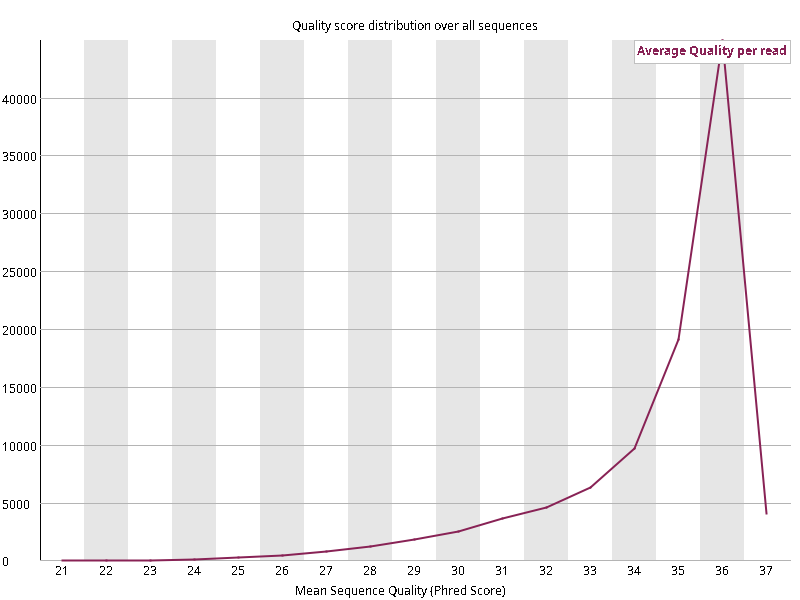 Quality score distribution over all sequences
Average Quality per read
40000
35000
30000
25000
20000
15000
10000
5000
0
21 22 23 24 25 26 27 28 29 30 31 32 33 34 35 36 37
Mean Sequence Quality (Phred Score)